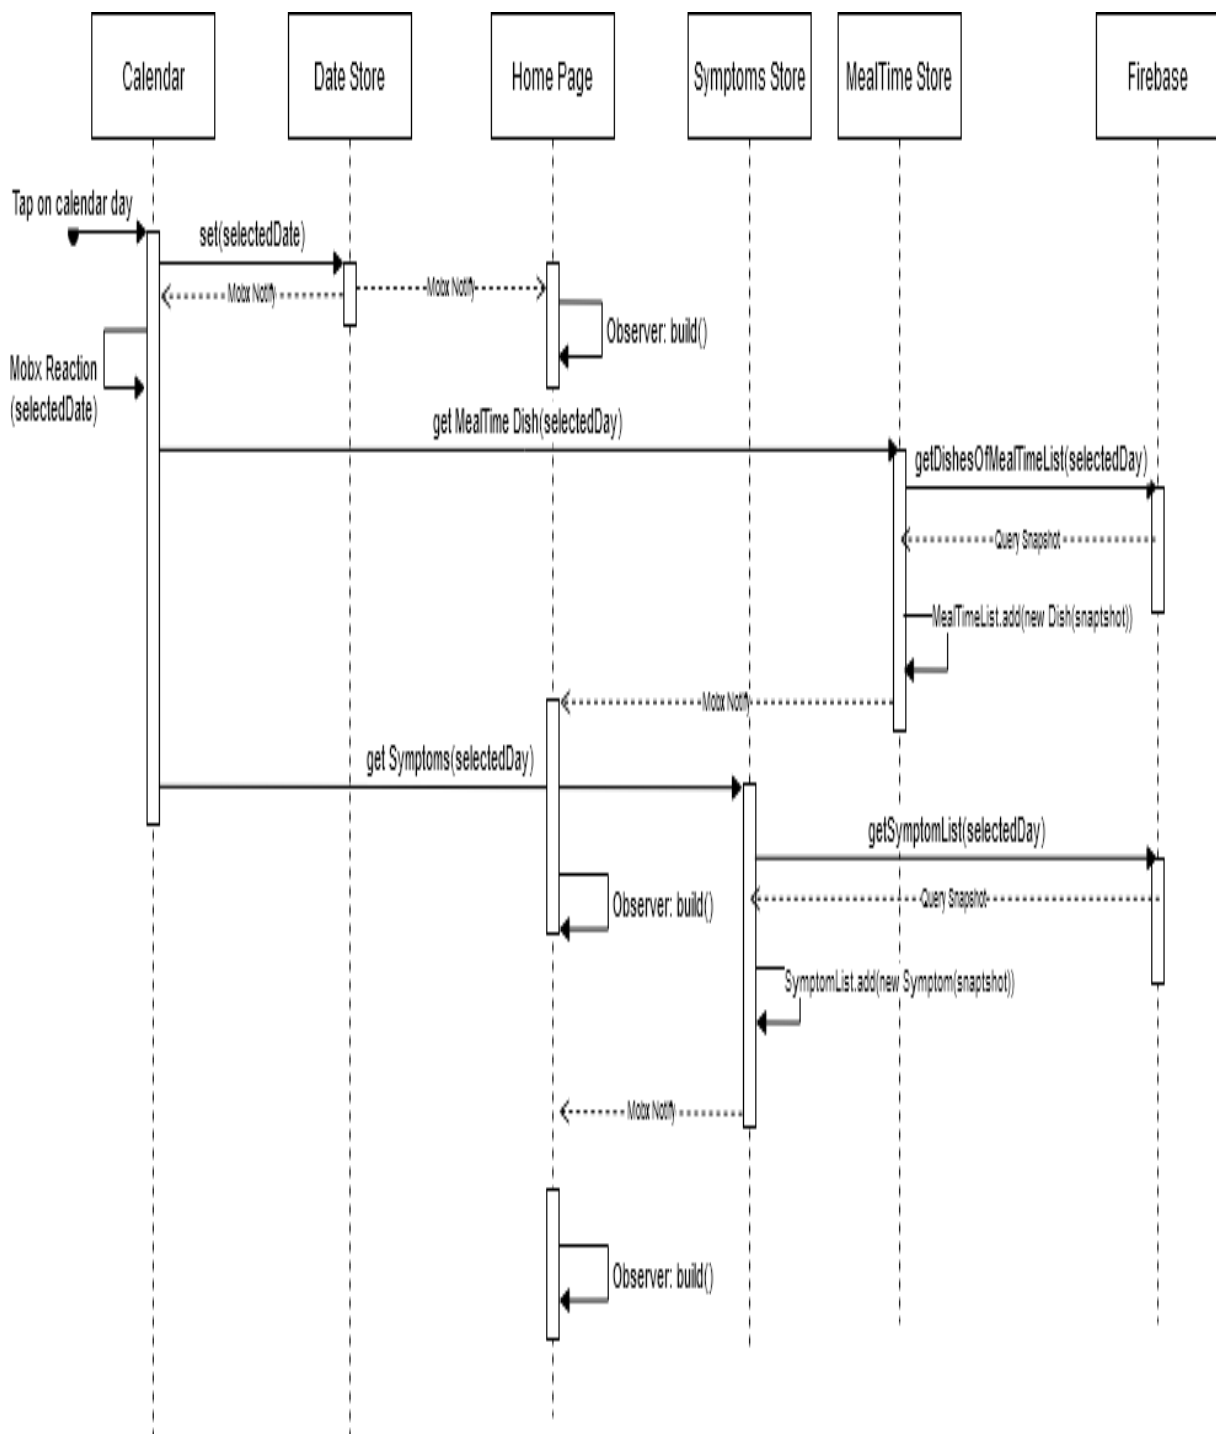 Calendar
Date Store
Home Page
Symptoms Store
MealTime Store
Firebase
Tap on calendar day
set(selectedDate)
Mobx Notify
Mobx Notify
Observer: build()
Mobx Reaction
(selectedDate)
get MealTime Dish(selectedDay)
getDishesOfMealTimeList(selectedDay)
Query Snapshot
MealTimeList.add(new Dish(snaptshot))
Mobx Notify
get Symptoms(selectedDay)
getSymptomList(selectedDay)
Query Snapshot
Observer: build()
SymptomList.add(new Symptom(snaptshot))
Mobx Notify
Observer: build()